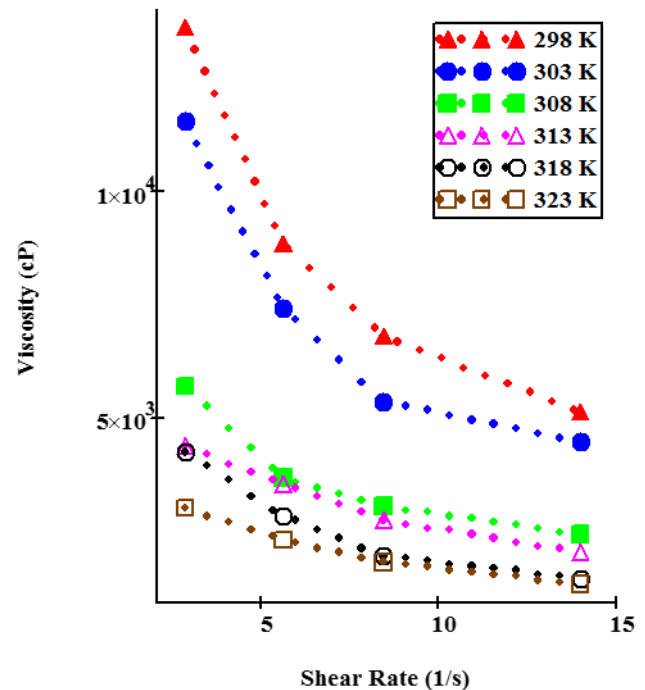 298 K
303 K
308 K
313 K
318 K
323 K
1×10⁴
5×10³
Viscosity (cP)
5
10
15
Shear Rate (1/s)